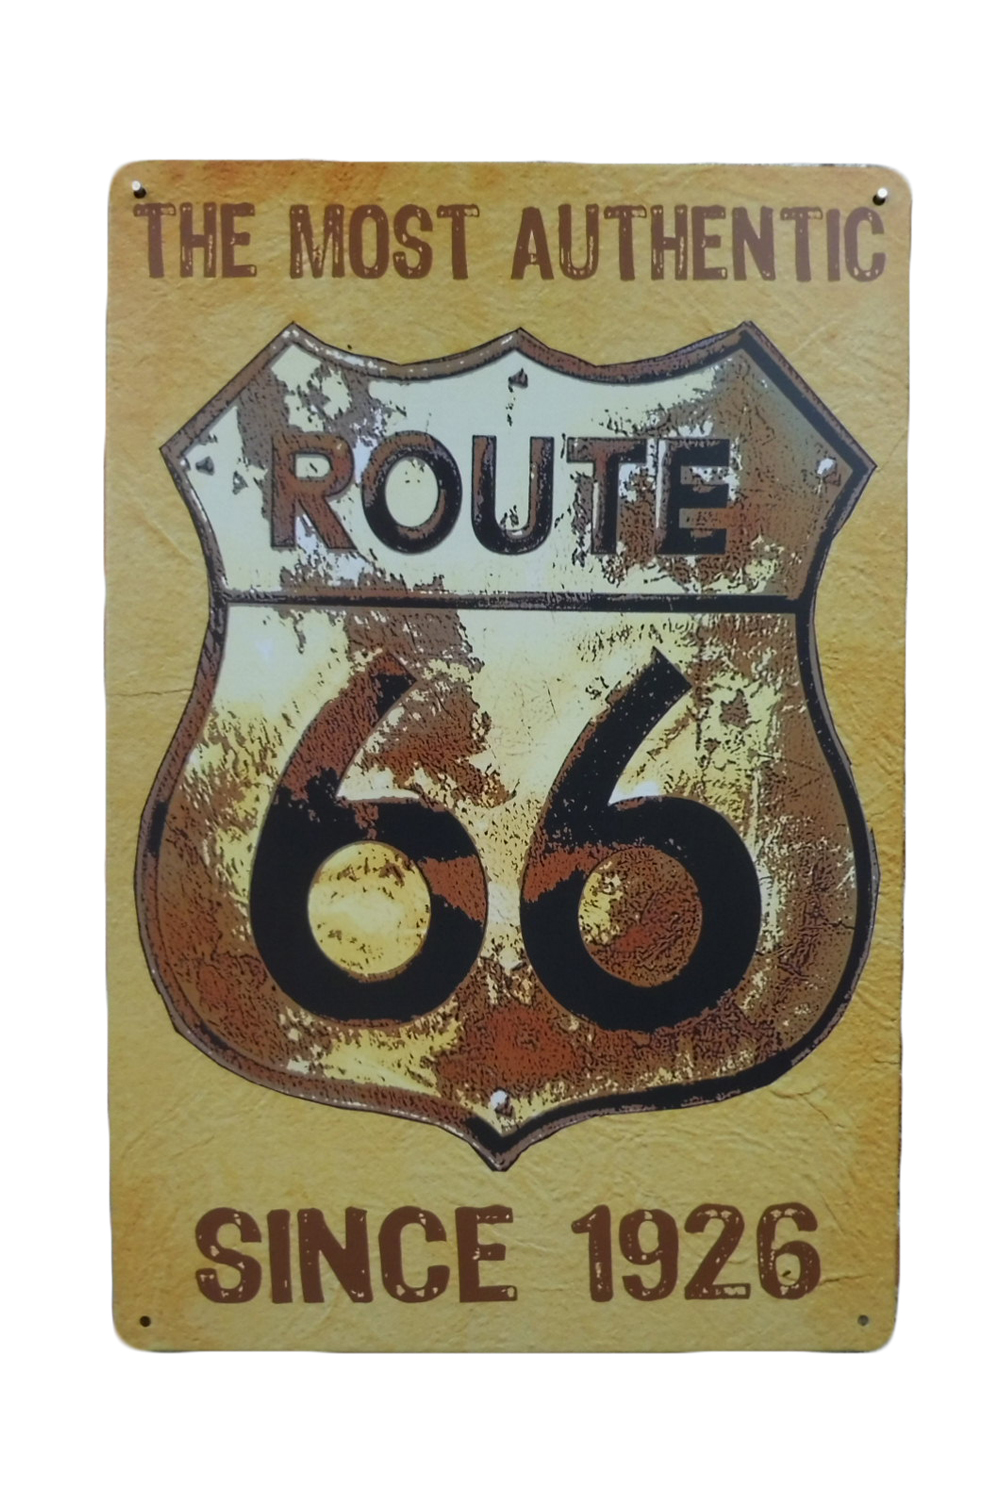 THE MOST AUTHENTIC
ROUTE
66
SINCE 1926